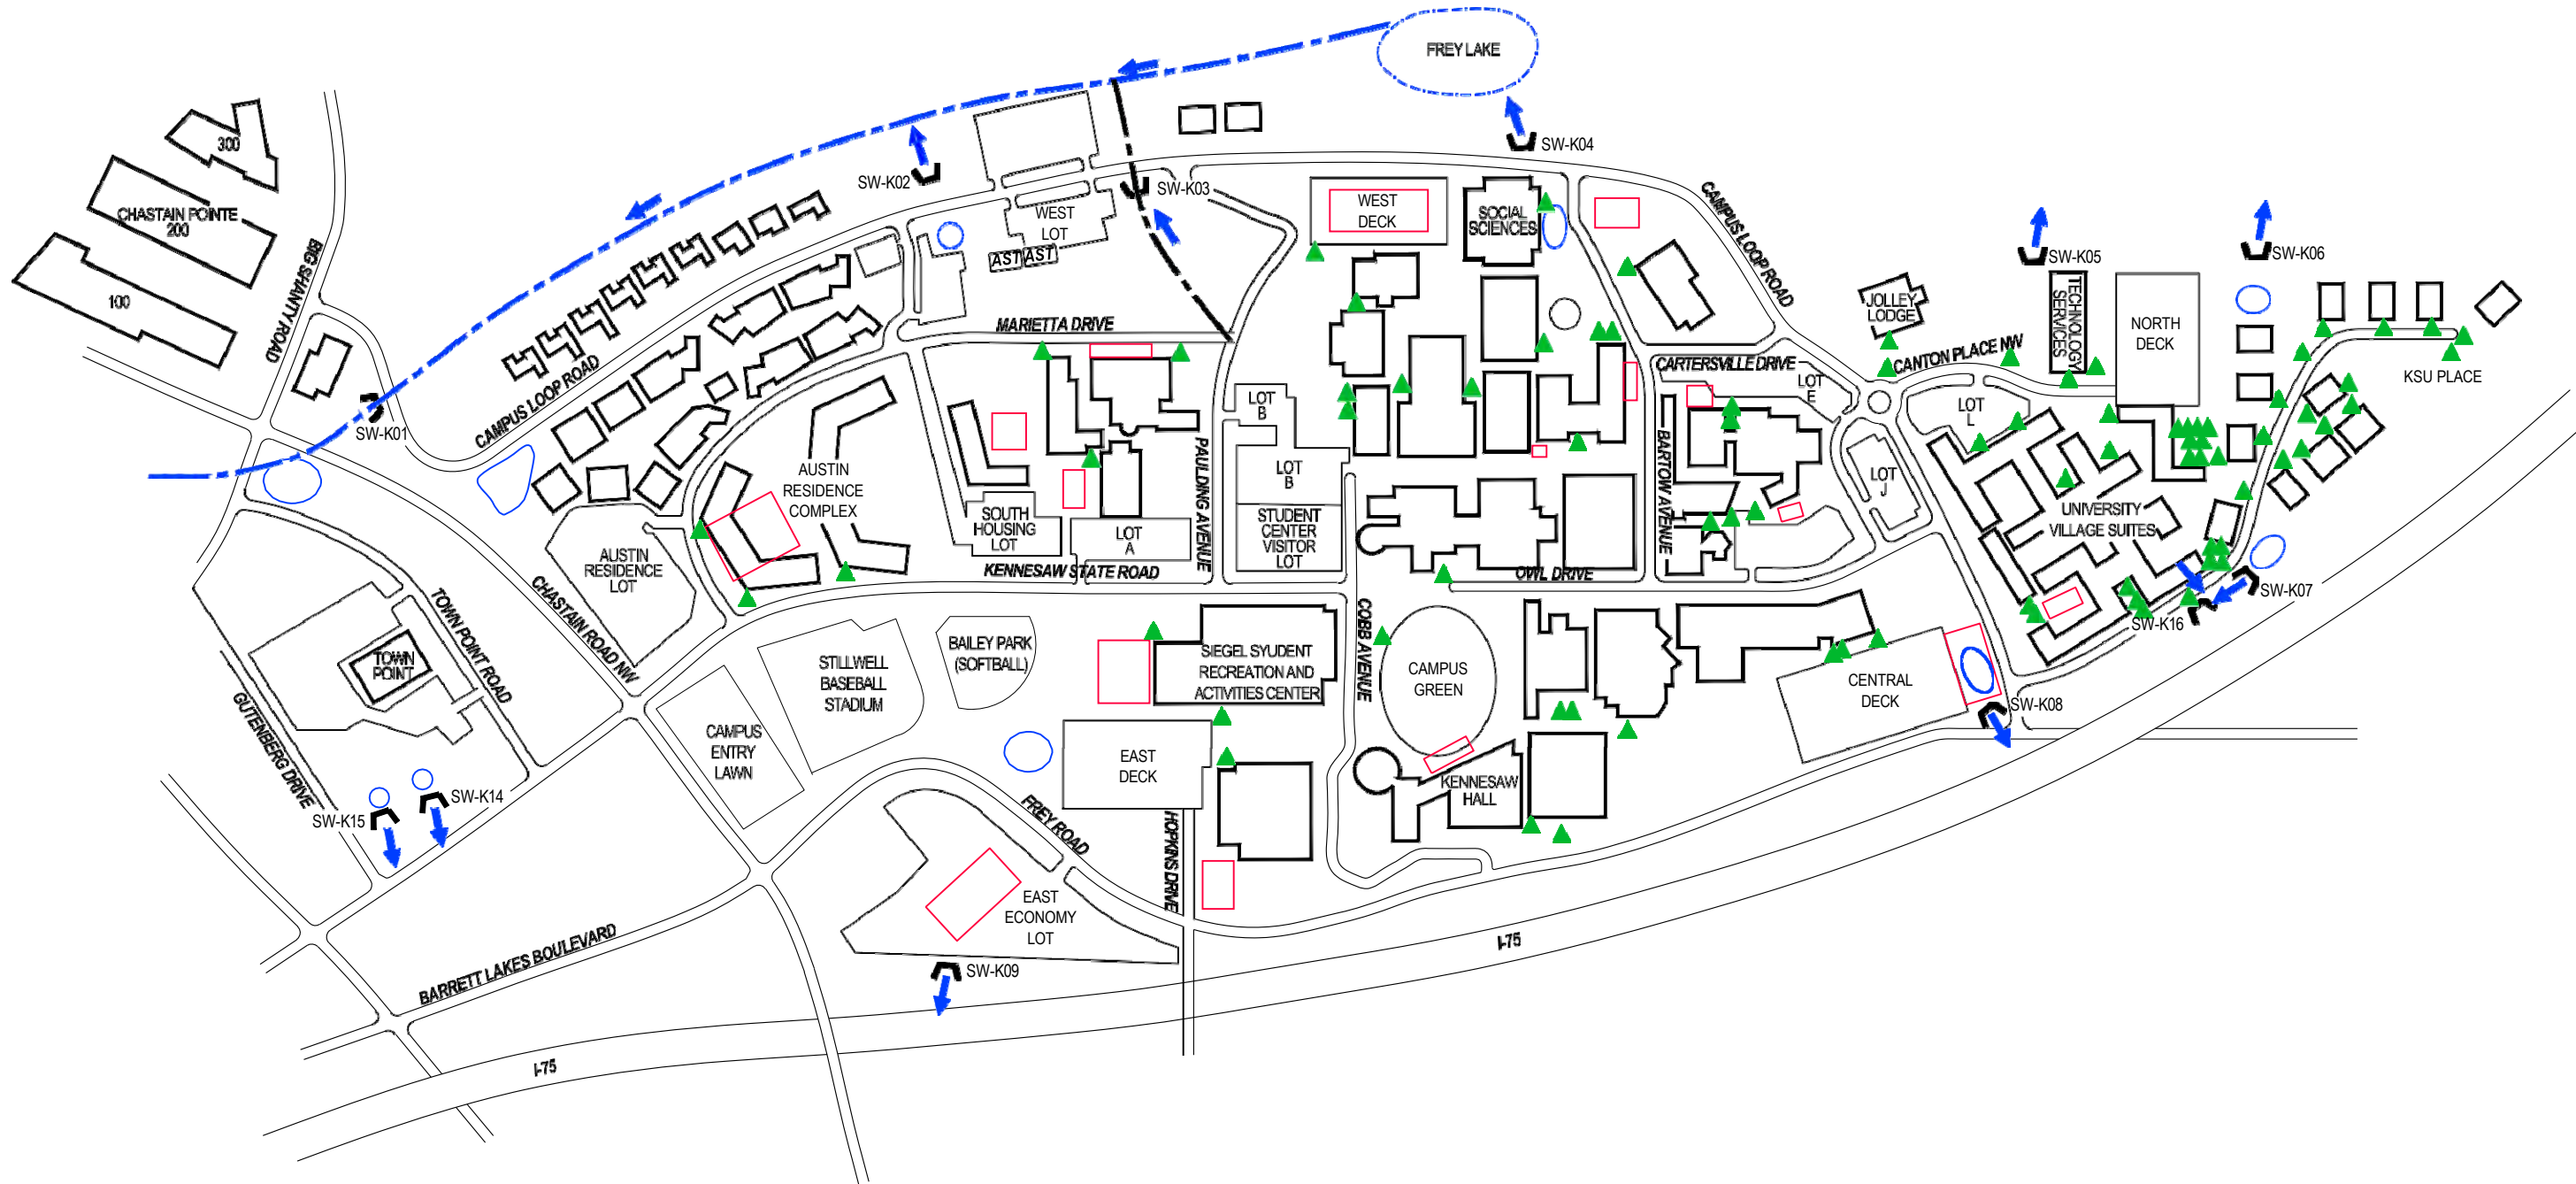 FREY LAKE
SW-K04
300
SW-K02
SW-K03
CHASTAIN POINTE
200
WEST
LOT
AST
AST
WEST
DECK
SOCIAL
SCIENCES
CAMPUS LOOP ROAD
SW-K05
SW-K06
100
BIG SHANTY ROAD
MARIETTA DRIVE
JOLLEY
LODGE
TECHNOLOGY
SERVICES
NORTH
DECK
CANTON PLACE NW
KSU PLACE
CARTERSVILLE DRIVE
LOT
E
LOT
B
LOT
L
SW-K01
CAMPUS LOOP ROAD
AUSTIN
RESIDENCE
COMPLEX
PAULDING AVENUE
LOT
B
BARTOW AVENUE
LOT
J
SOUTH
HOUSING
LOT
LOT
A
STUDENT
CENTER
VISITOR
LOT
UNIVERSITY
VILLAGE SUITES
AUSTIN
RESIDENCE
LOT
KENNESAW STATE ROAD
OWL DRIVE
SW-K07
SW-K16
CHASTAIN ROAD NW
TOWN POINT ROAD
TOWN
POINT
GUTENBERG DRIVE
STILLWELL
BASEBALL
STADIUM
BAILEY PARK
(SOFTBALL)
SIEGEL SYUDENT
RECREATION AND
ACTIVITIES CENTER
COBB AVENUE
CAMPUS
GREEN
CENTRAL
DECK
SW-K08
CAMPUS
ENTRY
LAWN
EAST
DECK
KENNESAW
HALL
SW-K14
SW-K15
FREY ROAD
HOPKINS DRIVE
EAST
ECONOMY
LOT
BARRETT LAKES BOULEVARD
SW-K09
I-75
I-75